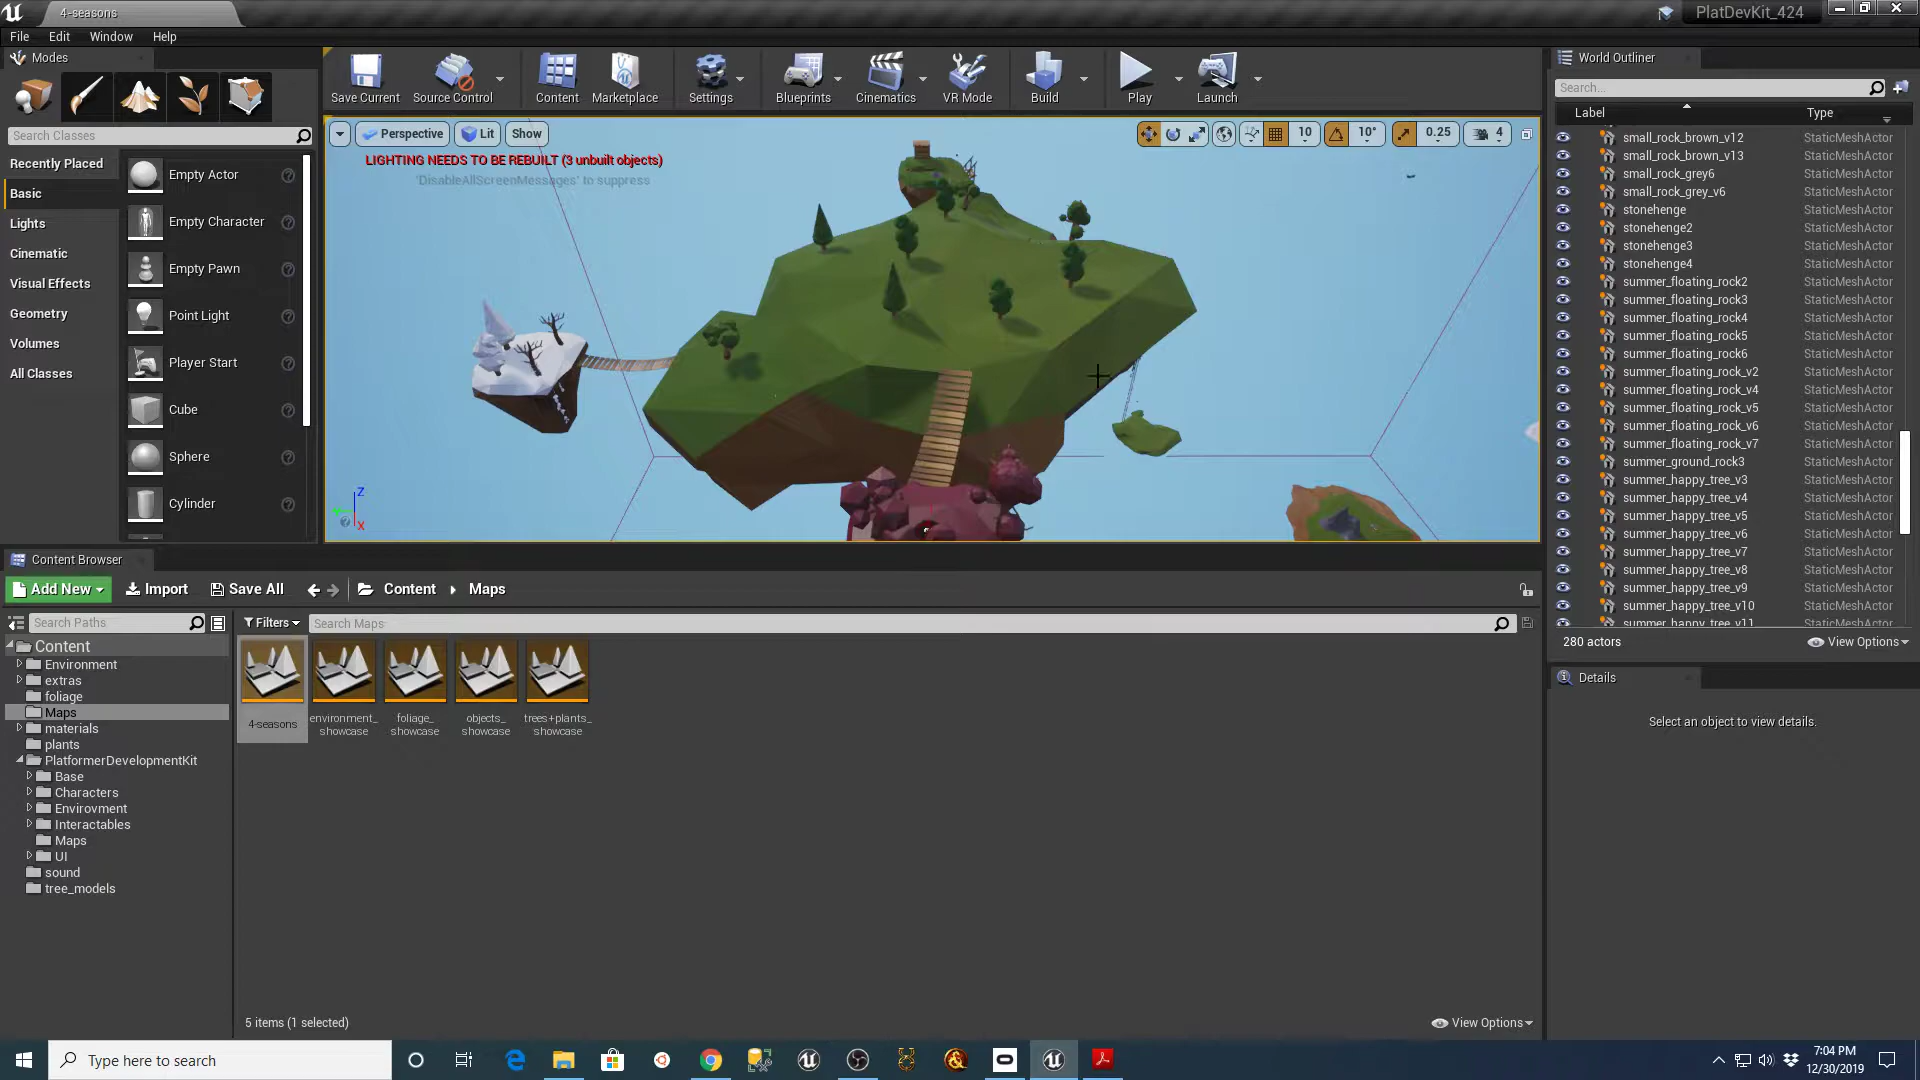 4-seasons
PlatDevKit_424
File Edit Window Help
Modes
Search Classes
Recently Placed
Basic
Lights
Cinematic
Visual Effects
Geometry
Volumes
All Classes
Empty Actor
Empty Character
Empty Pawn
Point Light
Player Start
Cube
Sphere
Cylinder
Save Current Source Control Content Marketplace Settings Blueprints Cinematics VR Mode Build Play Launch
Perspective Lit Show 10 10° 0.25 4
LIGHTING NEEDS TO BE REBUILT (3 unbuilt objects)
'DisableAllScreenMessages' to suppress
Z
X
World Outliner
Search...
Label Type
small_rock_brown_v12 StaticMeshActor
small_rock_brown_v13 StaticMeshActor
small_rock_grey6 StaticMeshActor
small_rock_grey_v6 StaticMeshActor
stonehenge StaticMeshActor
stonehenge2 StaticMeshActor
stonehenge3 StaticMeshActor
stonehenge4 StaticMeshActor
summer_floating_rock2 StaticMeshActor
summer_floating_rock3 StaticMeshActor
summer_floating_rock4 StaticMeshActor
summer_floating_rock5 StaticMeshActor
summer_floating_rock6 StaticMeshActor
summer_floating_rock_v2 StaticMeshActor
summer_floating_rock_v4 StaticMeshActor
summer_floating_rock_v5 StaticMeshActor
summer_floating_rock_v6 StaticMeshActor
summer_floating_rock_v7 StaticMeshActor
summer_ground_rock3 StaticMeshActor
summer_happy_tree_v3 StaticMeshActor
summer_happy_tree_v4 StaticMeshActor
summer_happy_tree_v5 StaticMeshActor
summer_happy_tree_v6 StaticMeshActor
summer_happy_tree_v7 StaticMeshActor
summer_happy_tree_v8 StaticMeshActor
summer_happy_tree_v9 StaticMeshActor
summer_happy_tree_v10 StaticMeshActor
summer_happy_tree_v11 StaticMeshActor
280 actors View Options
Details
Select an object to view details.
Content Browser
Add New Import Save All Content Maps
Search Paths
Filters Search Maps
Content
Environment
extras
foliage
Maps
materials
plants
PlatformerDevelopmentKit
Base
Characters
Envirovment
Interactables
Maps
UI
sound
tree_models
4-seasons
environment_
showcase
foliage_
showcase
objects_
showcase
trees+plants_
showcase
5 items (1 selected) View Options
Type here to search
7:04 PM
12/30/2019